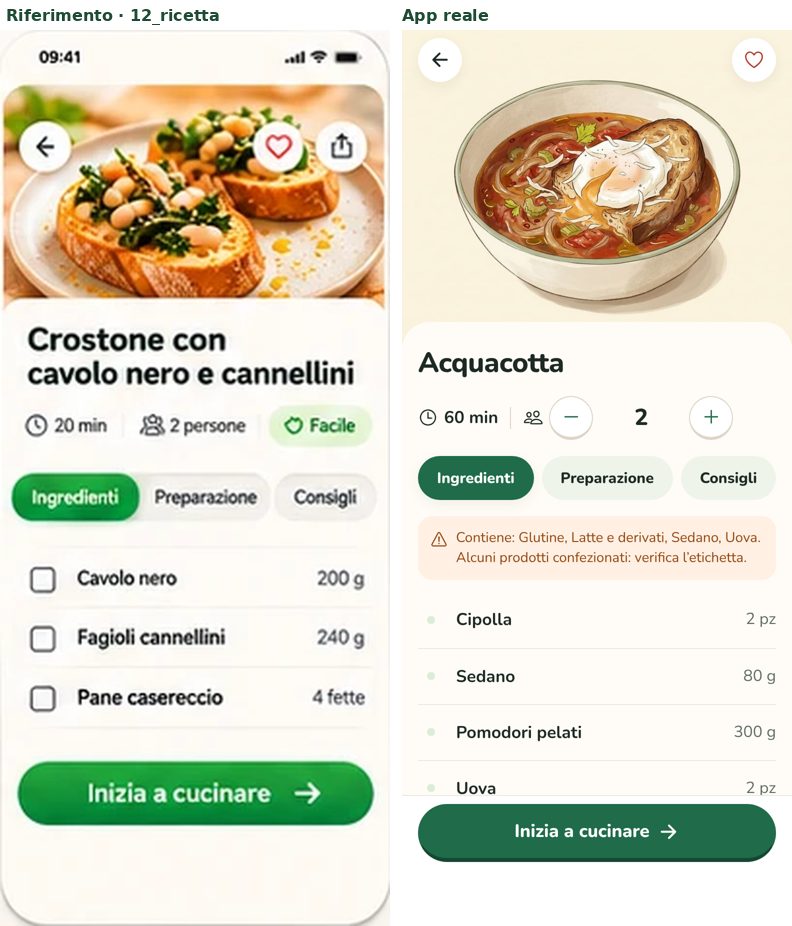 Riferimento · 12_ricetta
09:41
Crostone con
cavolo nero e cannellini
20 min
2 persone
Facile
Ingredienti
Preparazione
Consigli
Cavolo nero
200 g
Fagioli cannellini
240 g
Pane casereccio
4 fette
Inizia a cucinare →
App reale
Acquacotta
60 min
2
Ingredienti
Preparazione
Consigli
Contiene: Glutine, Latte e derivati, Sedano, Uova.
Alcuni prodotti confezionati: verifica l'etichetta.
Cipolla
2 pz
Sedano
80 g
Pomodori pelati
300 g
Uova
2 pz
Inizia a cucinare →